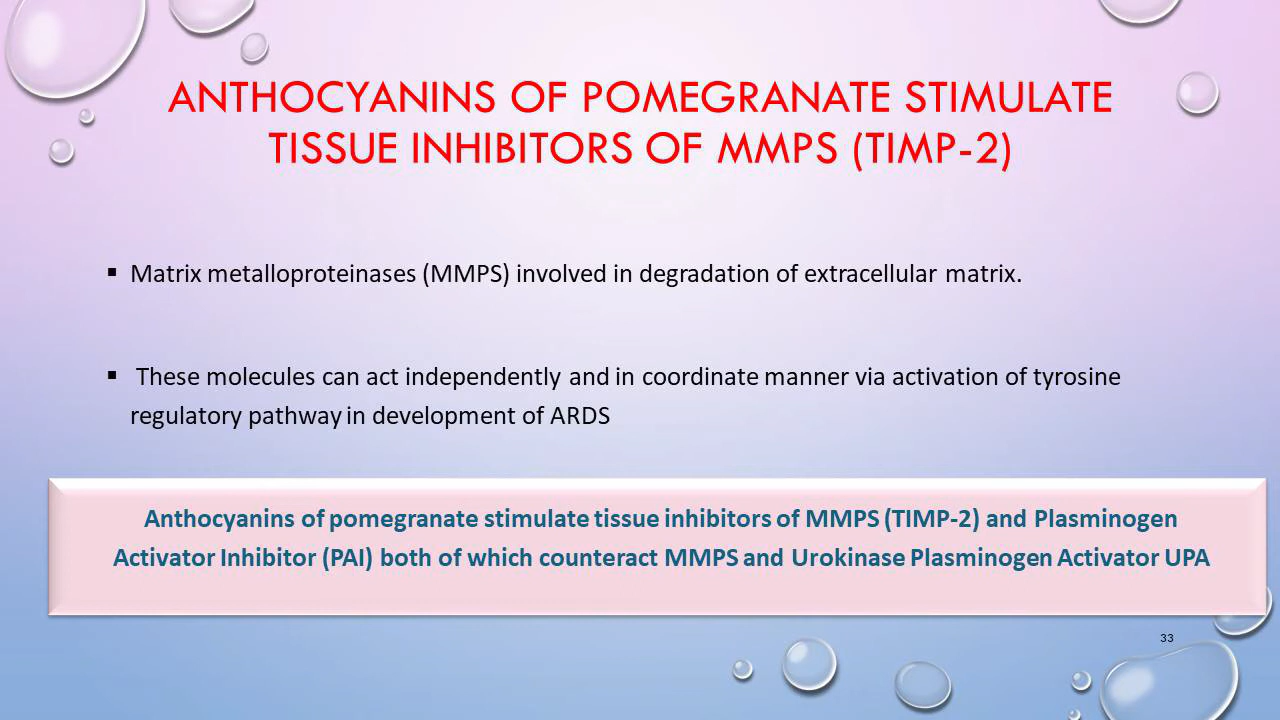 ANTHOCYANINS OF POMEGRANATE STIMULATE
TISSUE INHIBITORS OF MMPS (TIMP-2)
▪ Matrix metalloproteinases (MMPS) involved in degradation of extracellular matrix.
▪ These molecules can act independently and in coordinate manner via activation of tyrosine
regulatory pathway in development of ARDS
Anthocyanins of pomegranate stimulate tissue inhibitors of MMPS (TIMP-2) and Plasminogen
Activator Inhibitor (PAI) both of which counteract MMPS and Urokinase Plasminogen Activator UPA
33